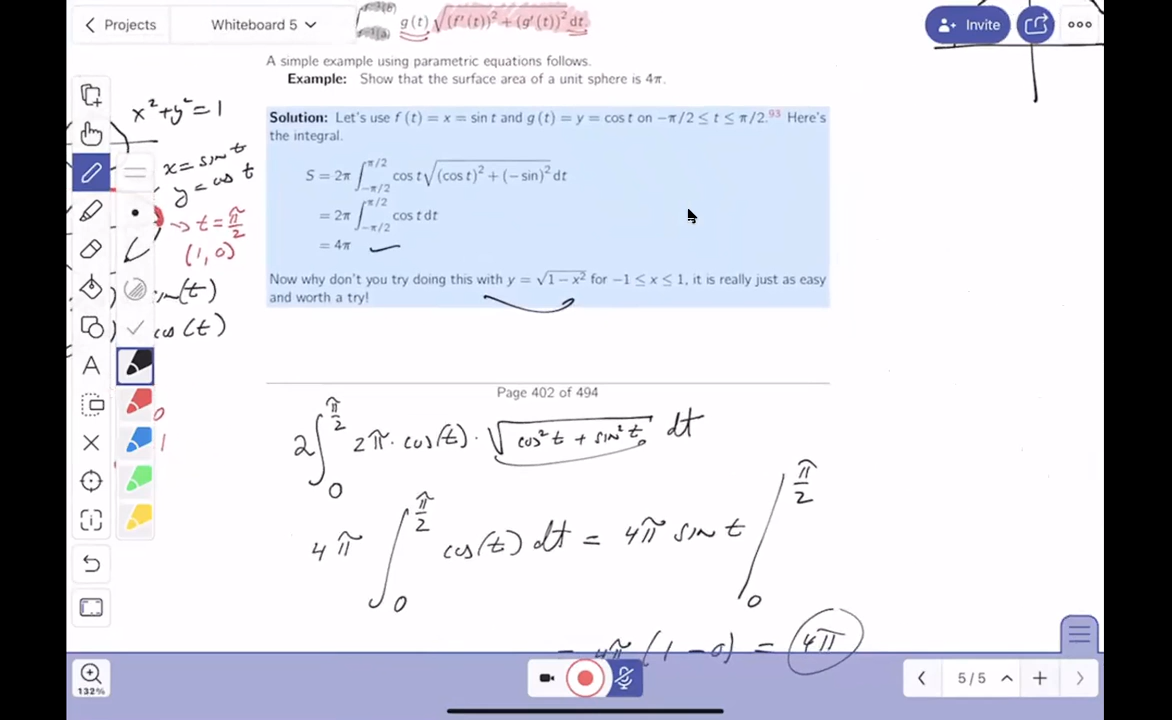 Projects
Whiteboard 5
g(t) √(f′(t))² + (g′(t))² dt
Invite
A simple example using parametric equations follows.
Example: Show that the surface area of a unit sphere is 4π.
x² + y² = 1
x = sin t
y = cos t
→ t = π/2
(1, 0)
sin(t)
cos(t)
0
1
Solution: Let's use f(t) = x = sin t and g(t) = y = cos t on −π/2 ≤ t ≤ π/2.⁹³ Here's
the integral.
S = 2π ∫_{−π/2}^{π/2} cos t √(cos t)² + (− sin)² dt
= 2π ∫_{−π/2}^{π/2} cos t dt
= 4π
Now why don't you try doing this with y = √1 − x² for −1 ≤ x ≤ 1, it is really just as easy
and worth a try!
Page 402 of 494
2 ∫_0^{π/2} 2π · cos(t) · √cos² t + sin² t dt
4π ∫_0^{π/2} cos(t) dt = 4π sin t |_0^{π/2}
= 4π (1 − 0) = 4π
A
132%
5/5